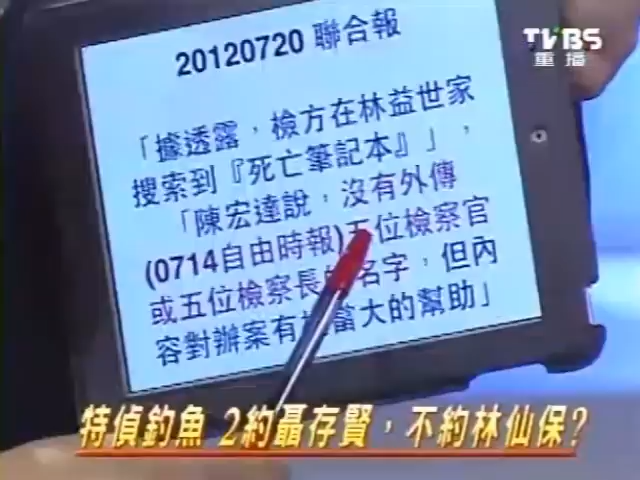 TVBS
重播
20120720 聯合報
「據透露，檢方在林益世家
搜索到『死亡筆記本』」，
「陳宏達說，沒有外傳
(0714自由時報)五位檢察官
或五位檢察長 名字，但內
容對辦案有相當大的幫助」
特偵釣魚 2約聶存賢，不約林仙保?